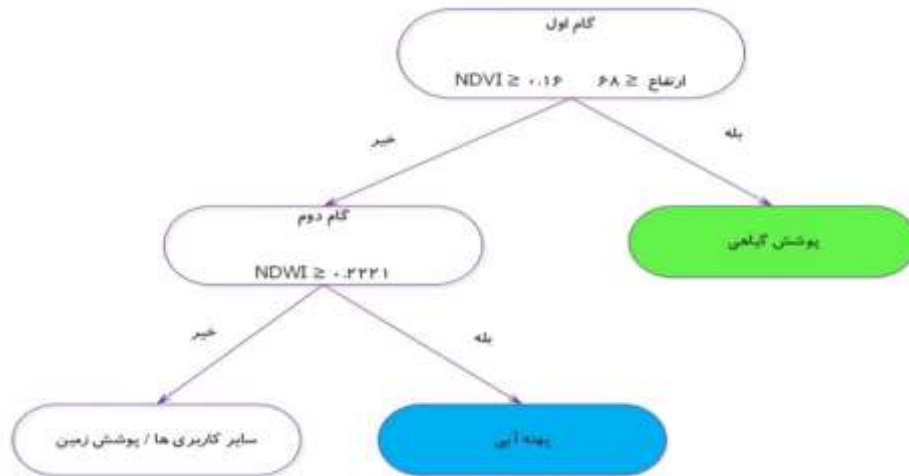 گام اول
NDVI ≥ ۰.۱۶ ارتفاع ≤ ۶۸
خیر
بله
گام دوم
NDWI ≥ ۰.۲۲۲۱
پوشش گیاهی
خیر
بله
سایر کاربری ها / پوشش زمین
پهنه آبی